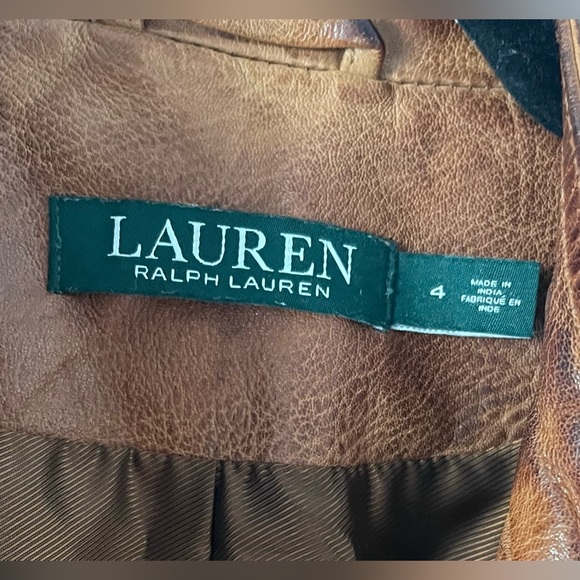 LAUREN
RALPH LAUREN
4
MADE IN
INDIA
FABRIQUÉ EN
INDE